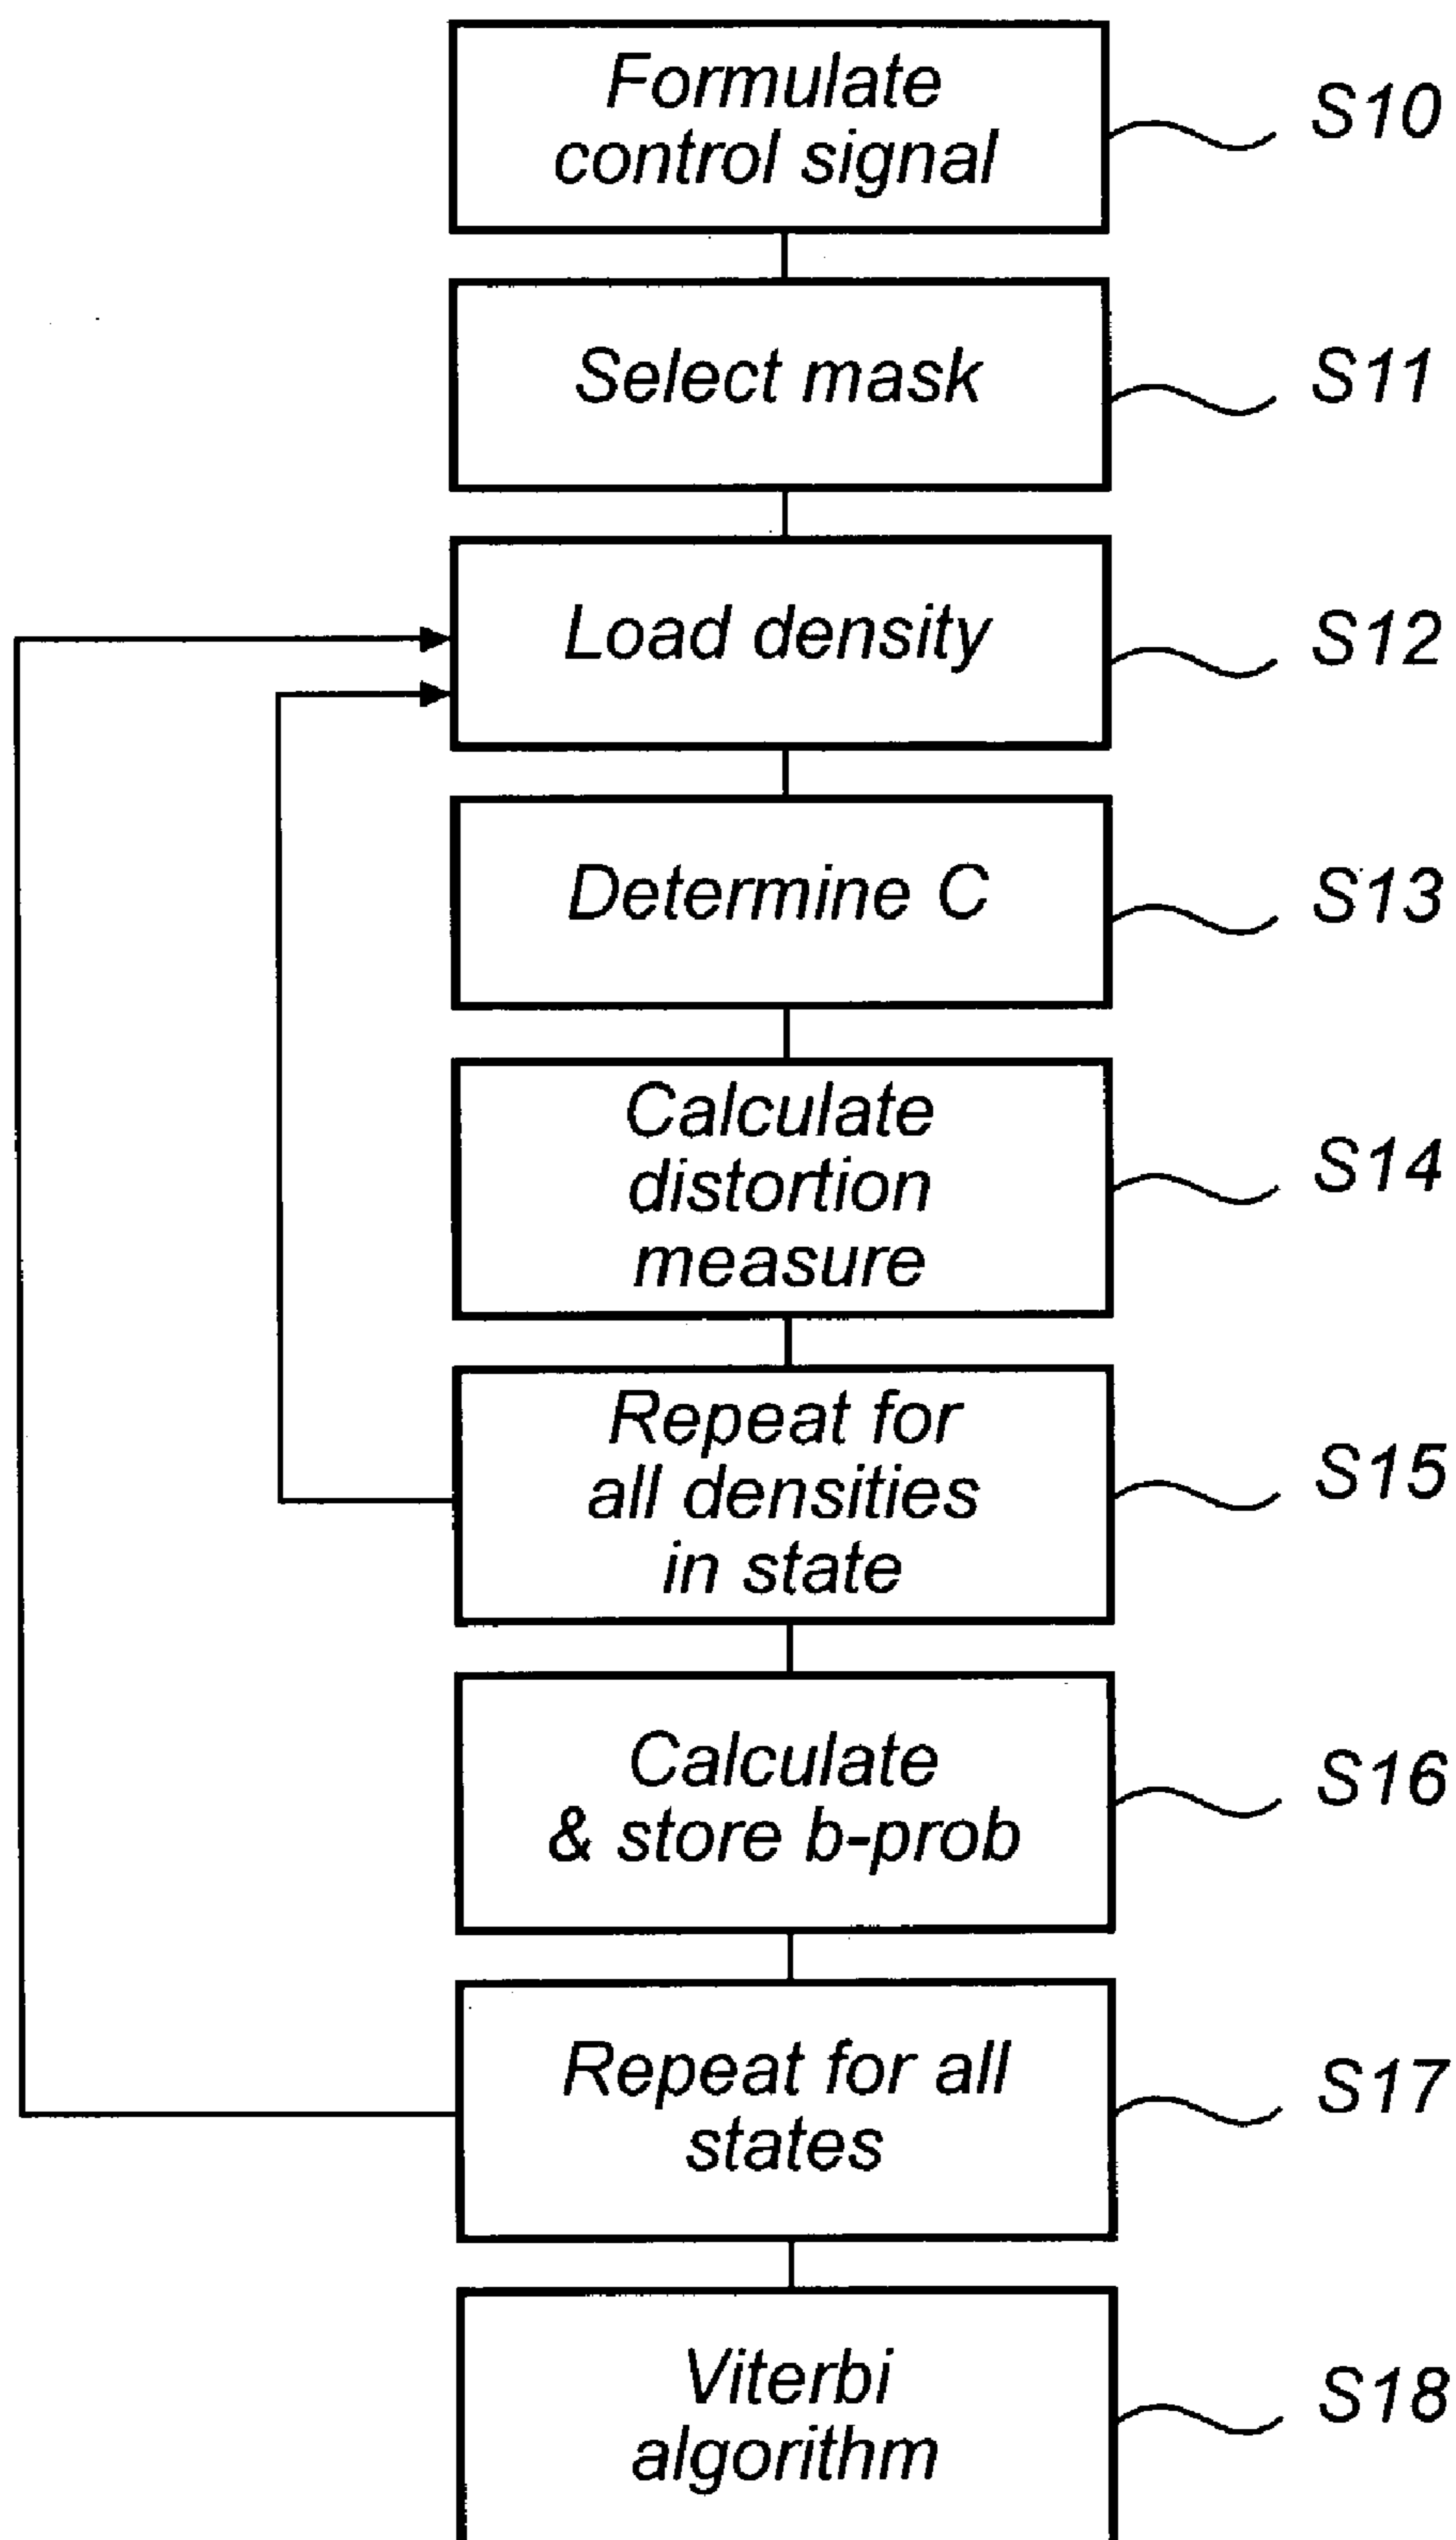 Formulate
control signal
S10
Select mask
S11
Load density
S12
Determine C
S13
Calculate
distortion
measure
S14
Repeat for
all densities
in state
S15
Calculate
& store b-prob
S16
Repeat for all
states
S17
Viterbi
algorithm
S18